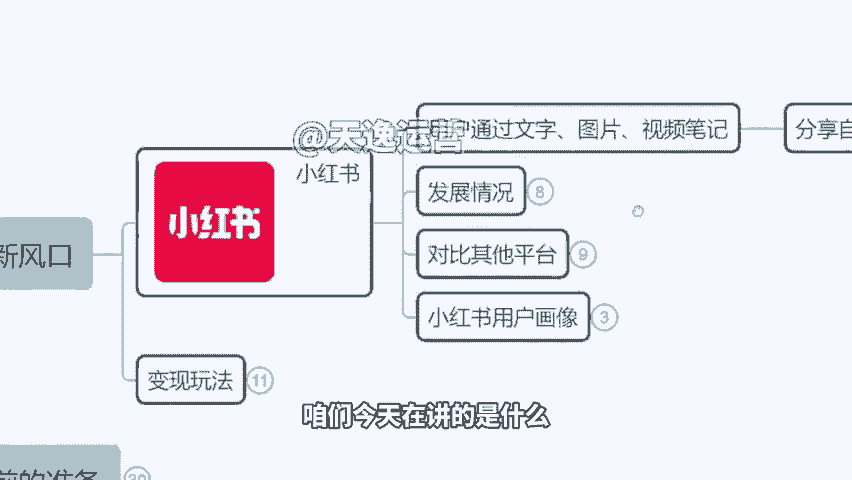 @天逸运营
户通过文字、图片、视频笔记
分享自
小红书
小红书
发展情况 8
新风口
对比其他平台 9
小红书用户画像 3
变现玩法 11
咱们今天在讲的是什么
前的准备 30